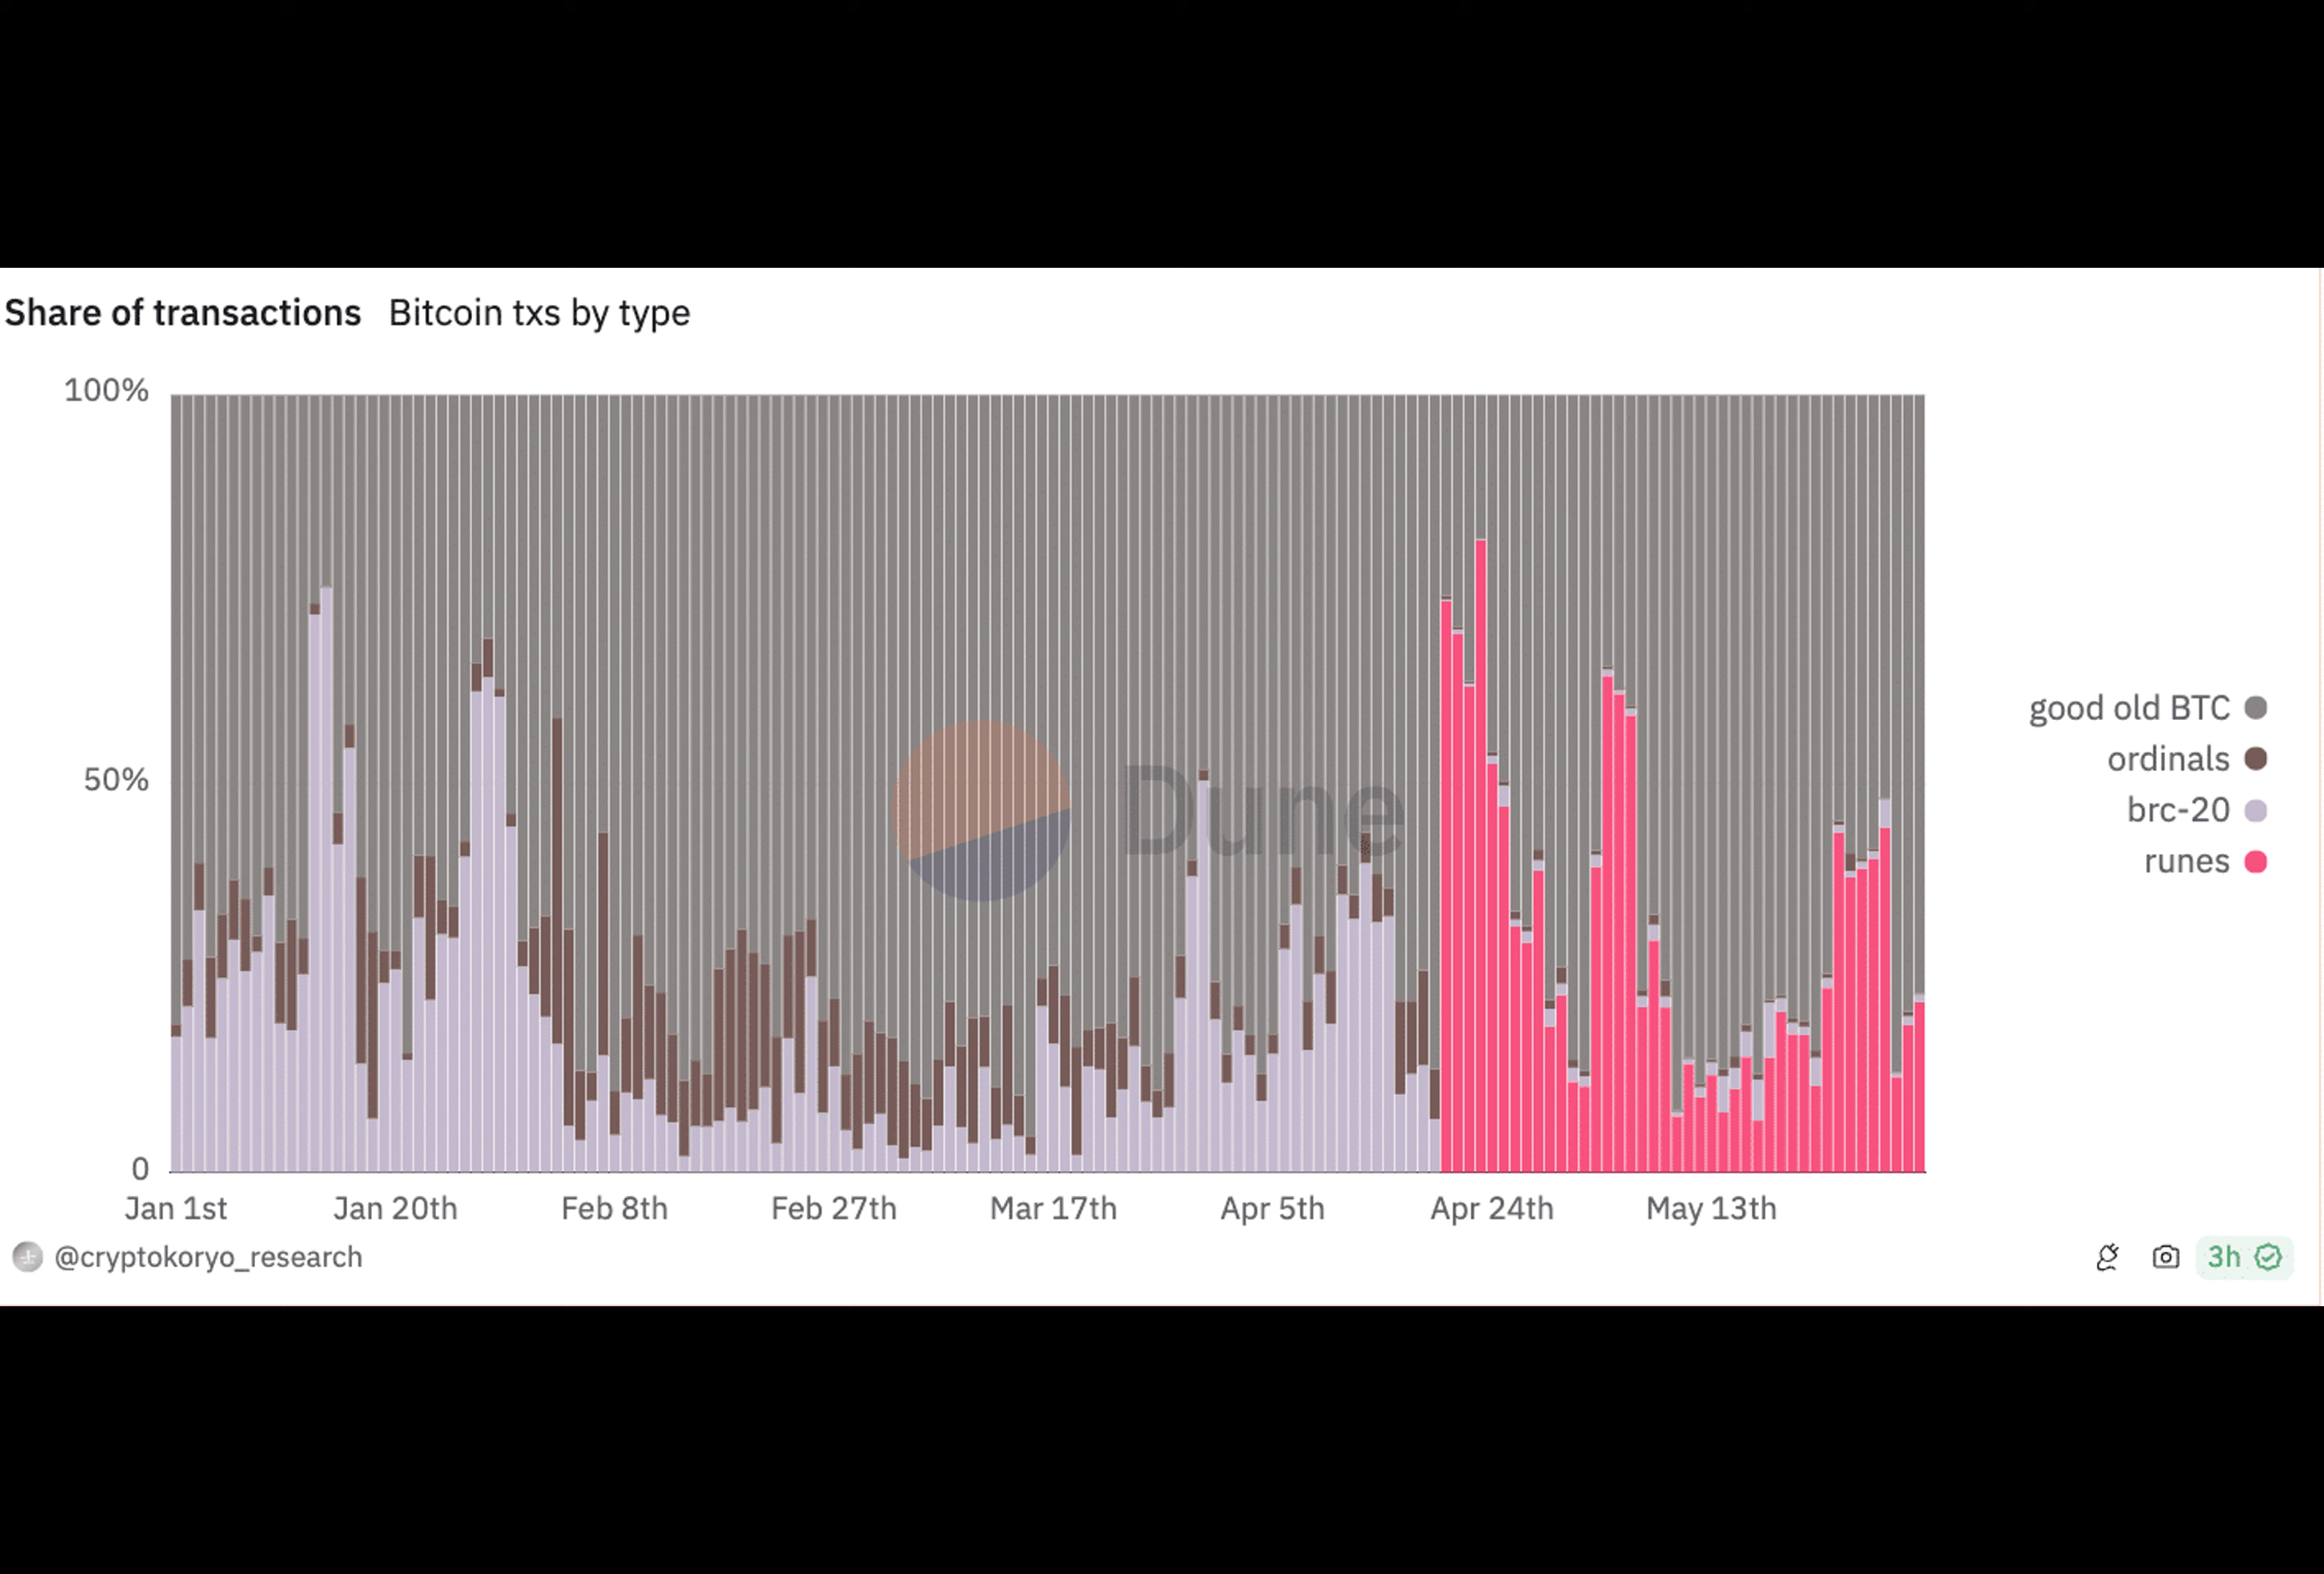 Share of transactions Bitcoin txs by type
100%
50%
0
Dune
good old BTC
ordinals
brc-20
runes
Jan 1st Jan 20th Feb 8th Feb 27th Mar 17th Apr 5th Apr 24th May 13th
@cryptokoryo_research
3h